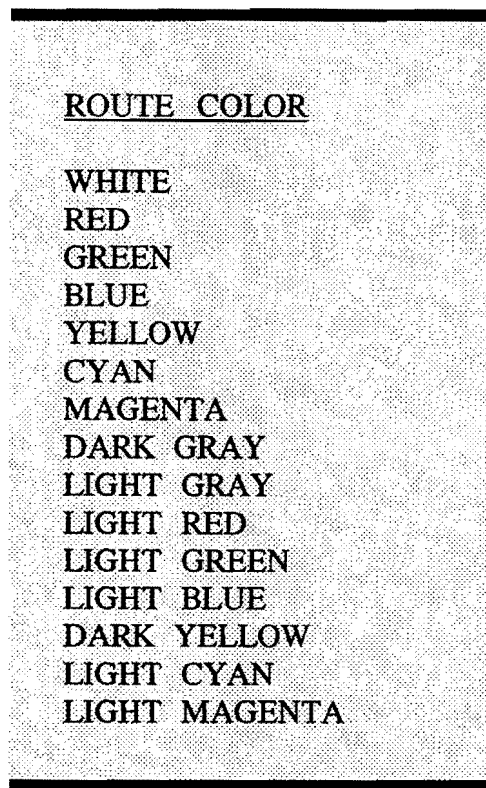 ROUTE COLOR
WHITE
RED
GREEN
BLUE
YELLOW
CYAN
MAGENTA
DARK GRAY
LIGHT GRAY
LIGHT RED
LIGHT GREEN
LIGHT BLUE
DARK YELLOW
LIGHT CYAN
LIGHT MAGENTA